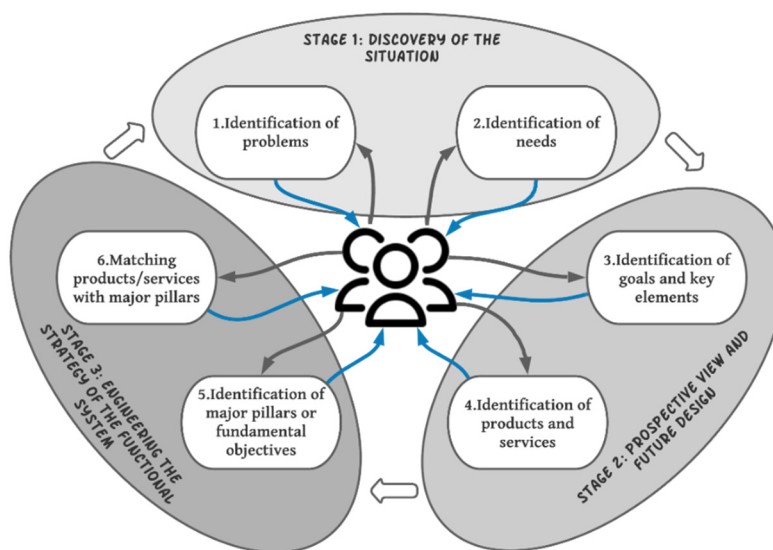 STAGE 1: DISCOVERY OF THE
SITUATION
1.Identification of
problems
2.Identification of
needs
3.Identification of
goals and key
elements
4.Identification of
products and
services
STAGE 2: PROSPECTIVE VIEW AND
FUTURE DESIGN
5.Identification of
major pillars or
fundamental
objectives
6.Matching
products/services
with major pillars
STAGE 3: ENGINEERING THE
STRATEGY OF THE FUNCTIONAL
SYSTEM